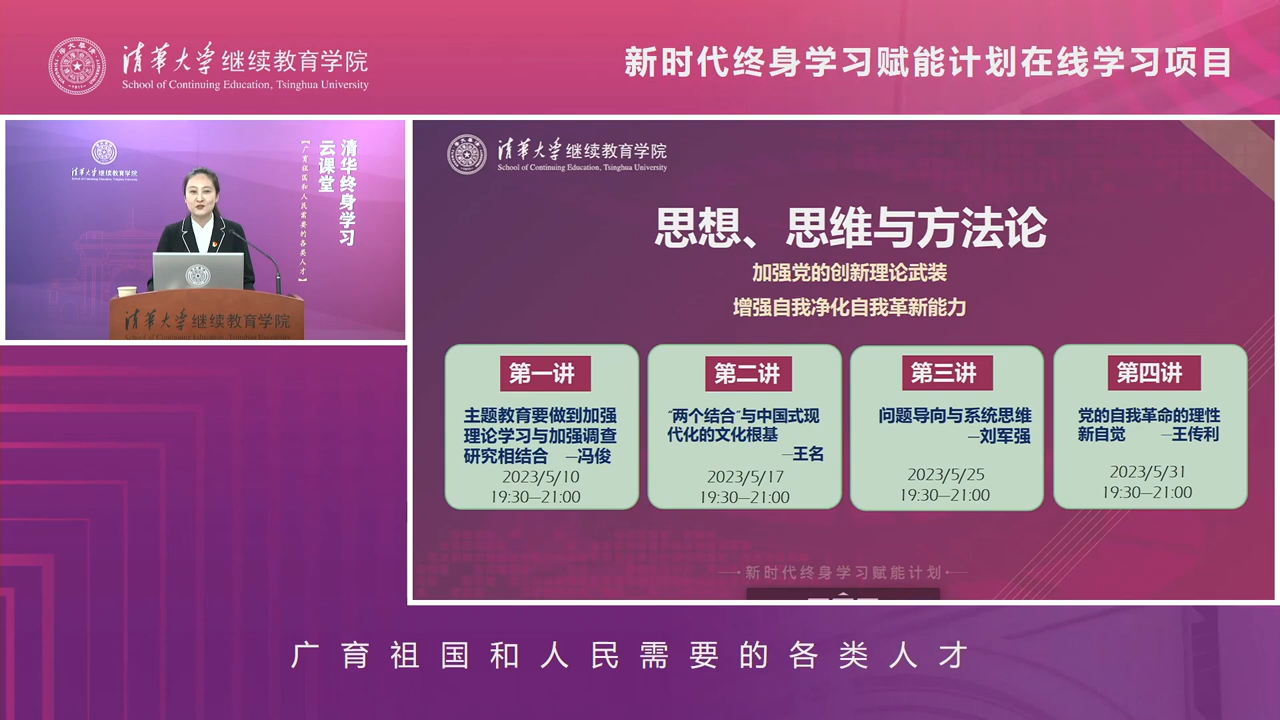 清华大学继续教育学院
School of Continuing Education, Tsinghua University
新时代终身学习赋能计划在线学习项目
清华大学继续教育学院
清华终身学习
云课堂
【广育祖国和人民需要的各类人才】
清华大学继续教育学院
清華大学继续教育学院
School of Continuing Education, Tsinghua University
思想、思维与方法论
加强党的创新理论武装
增强自我净化自我革新能力
第一讲
主题教育要做到加强
理论学习与加强调查
研究相结合 —冯俊
2023/5/10
19:30—21:00
第二讲
“两个结合”与中国式现
代化的文化根基
—王名
2023/5/17
19:30—21:00
第三讲
问题导向与系统思维
—刘军强
2023/5/25
19:30—21:00
第四讲
党的自我革命的理性
新自觉 —王传利
2023/5/31
19:30—21:00
新时代终身学习赋能计划
广育祖国和人民需要的各类人才